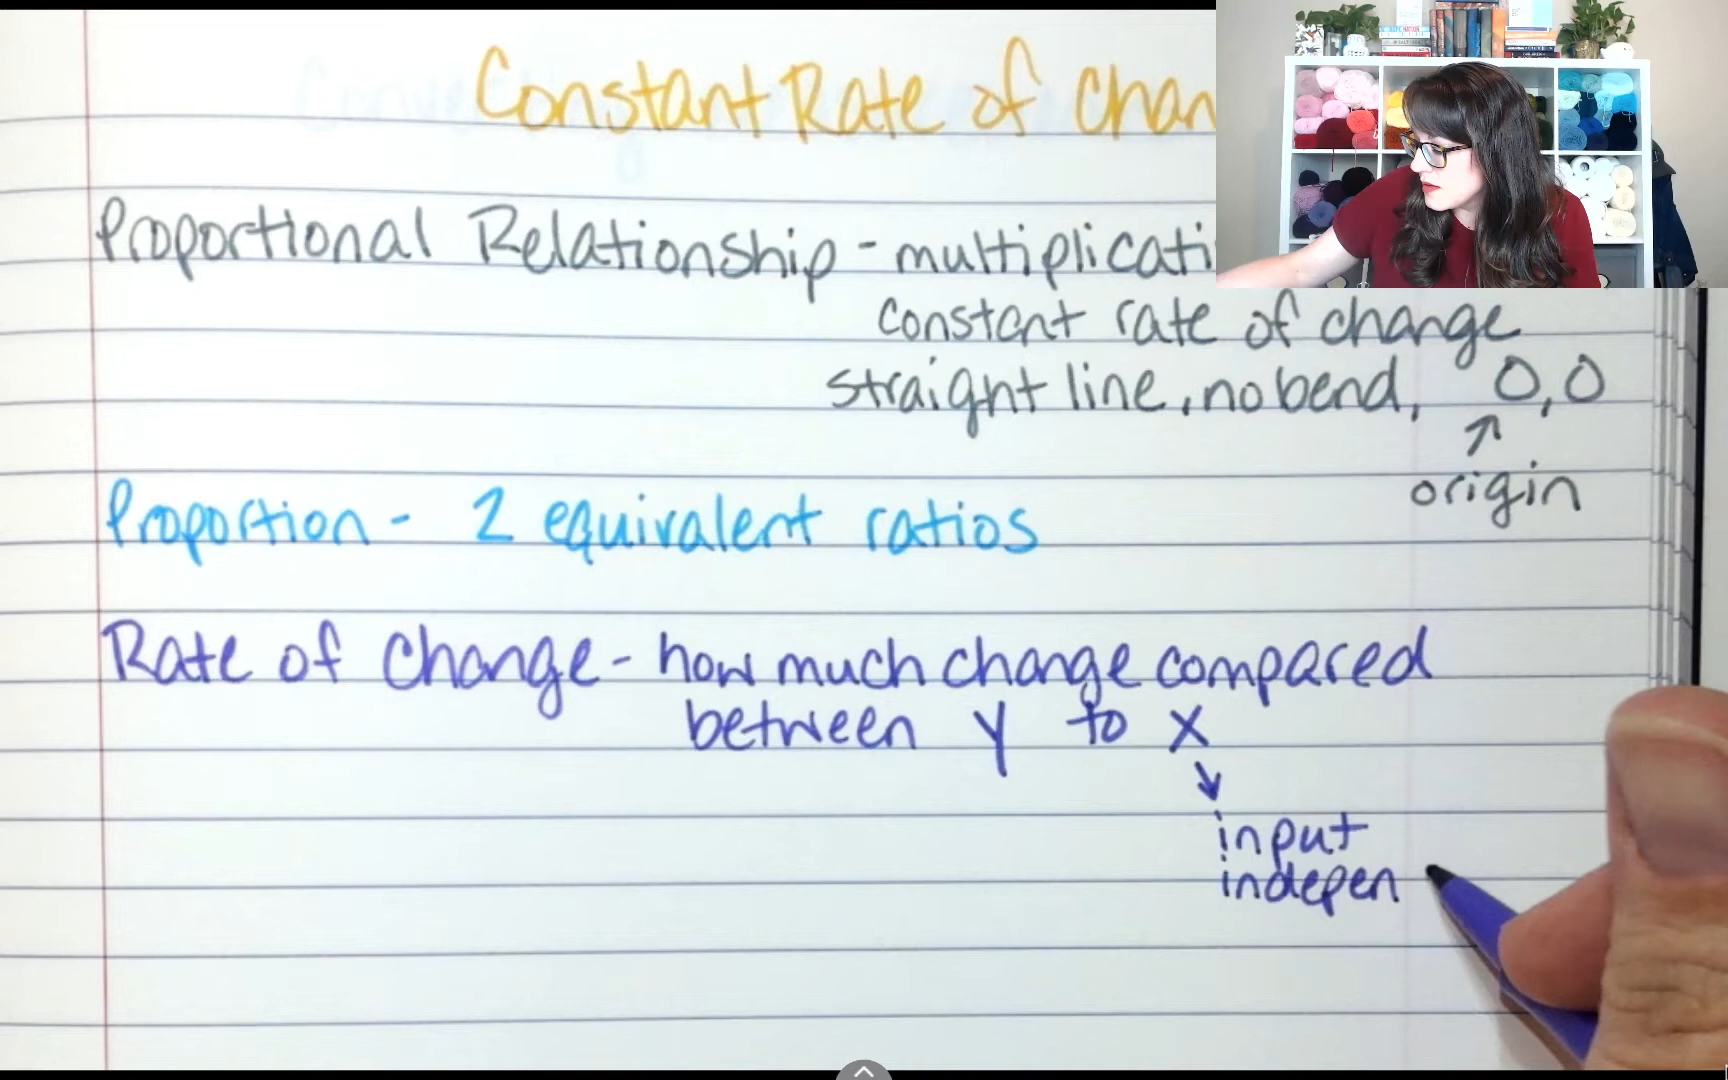 Constant Rate of Chan
Proportional Relationship - multiplicati
constant rate of change
straight line, no bend, 0,0
origin
Proportion - 2 equivalent ratios
Rate of Change - how much change compared
between y to x
input
indepen